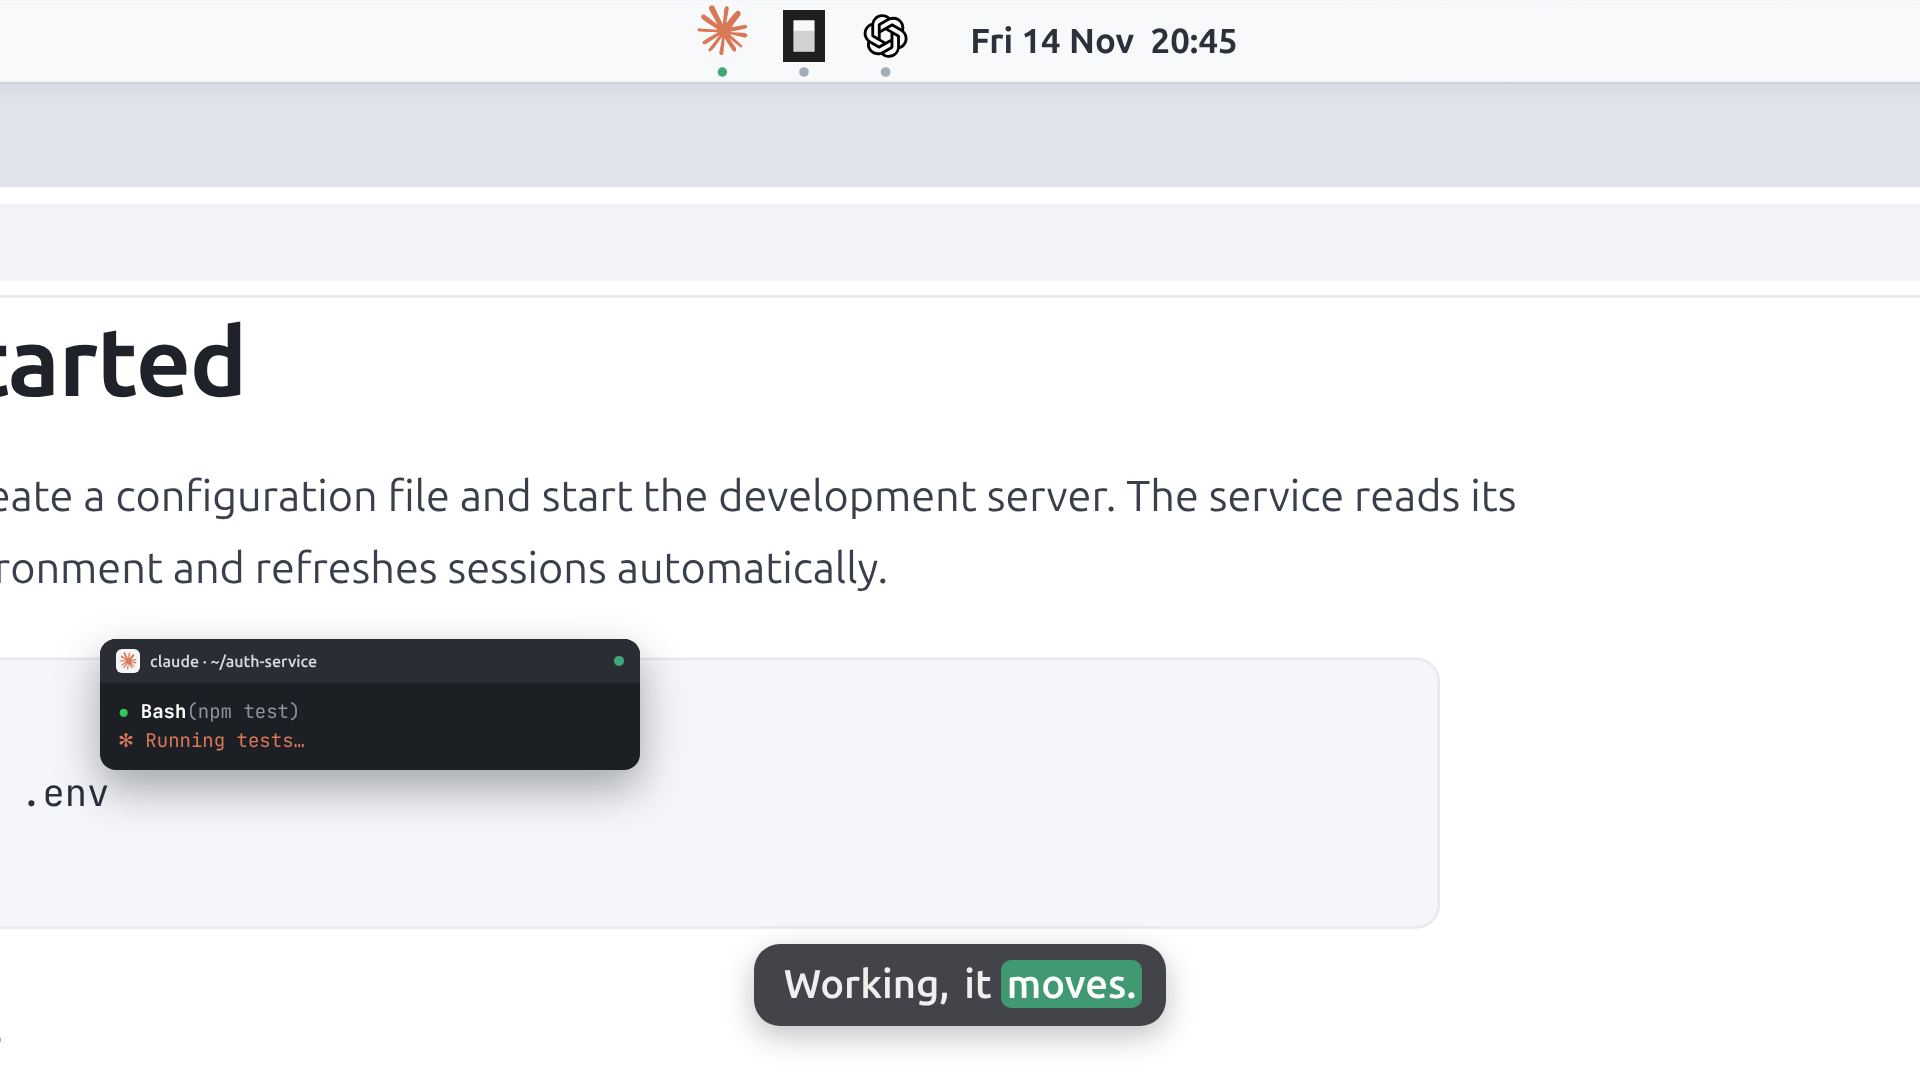 Fri 14 Nov 20:45
tarted
eate a configuration file and start the development server. The service reads its
ronment and refreshes sessions automatically.
claude · ~/auth-service
● Bash(npm test)
✻ Running tests…
.env
Working, it moves.